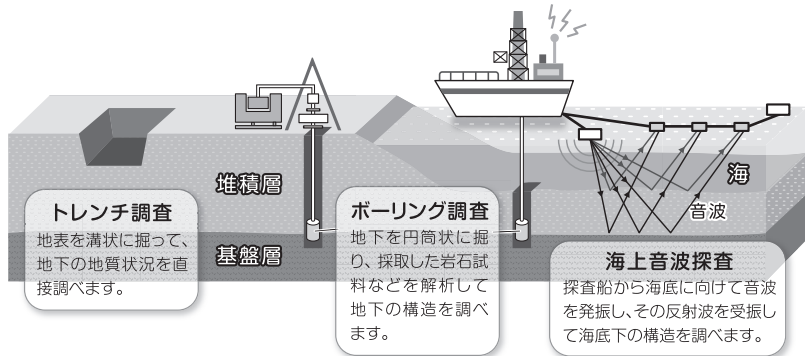 堆積層
基盤層
海
音波
トレンチ調査
地表を溝状に掘って、
地下の地質状況を直
接調べます。
ボーリング調査
地下を円筒状に掘
り、採取した岩石試
料などを解析して
地下の構造を調べ
ます。
海上音波探査
探査船から海底に向けて音波
を発振し、その反射波を受振し
て海底下の構造を調べます。